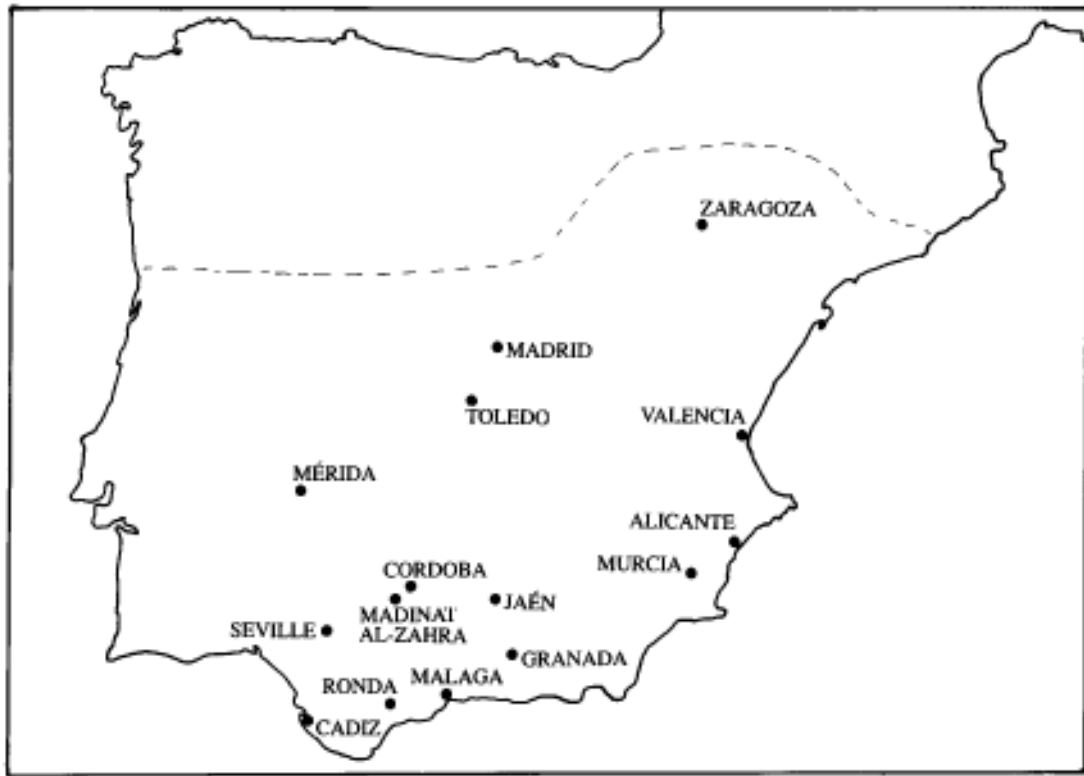 ZARAGOZA
MADRID
TOLEDO
VALENCIA
MÉRIDA
ALICANTE
MURCIA
CORDOBA
MADINAT
AL-ZAHRA
JAÉN
SEVILLE
GRANADA
MALAGA
RONDA
CADIZ